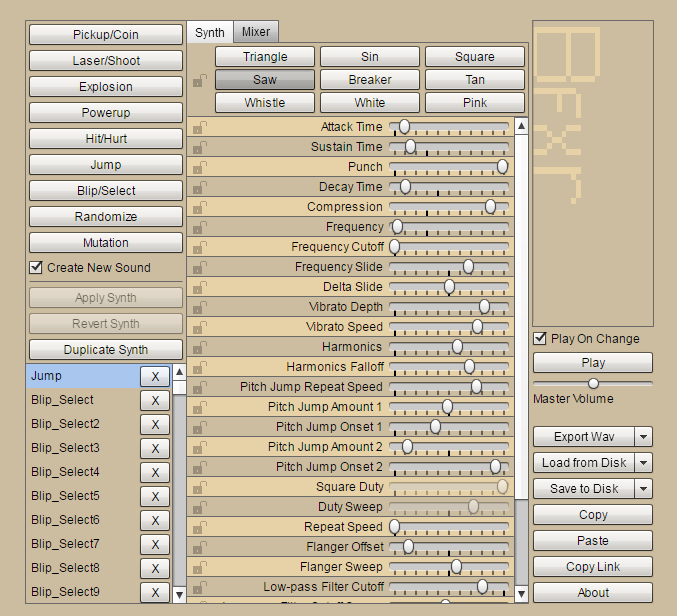 Pickup/Coin
Laser/Shoot
Explosion
Powerup
Hit/Hurt
Jump
Blip/Select
Randomize
Mutation
Create New Sound
Apply Synth
Revert Synth
Duplicate Synth
Jump X
Blip_Select X
Blip_Select2 X
Blip_Select3 X
Blip_Select4 X
Blip_Select5 X
Blip_Select6 X
Blip_Select7 X
Blip_Select8 X
Blip_Select9 X
Synth Mixer
Triangle Sin Square
Saw Breaker Tan
Whistle White Pink
Attack Time
Sustain Time
Punch
Decay Time
Compression
Frequency
Frequency Cutoff
Frequency Slide
Delta Slide
Vibrato Depth
Vibrato Speed
Harmonics
Harmonics Falloff
Pitch Jump Repeat Speed
Pitch Jump Amount 1
Pitch Jump Onset 1
Pitch Jump Amount 2
Pitch Jump Onset 2
Square Duty
Duty Sweep
Repeat Speed
Flanger Offset
Flanger Sweep
Low-pass Filter Cutoff
Play On Change
Play
Master Volume
Export Wav
Load from Disk
Save to Disk
Copy
Paste
Copy Link
About